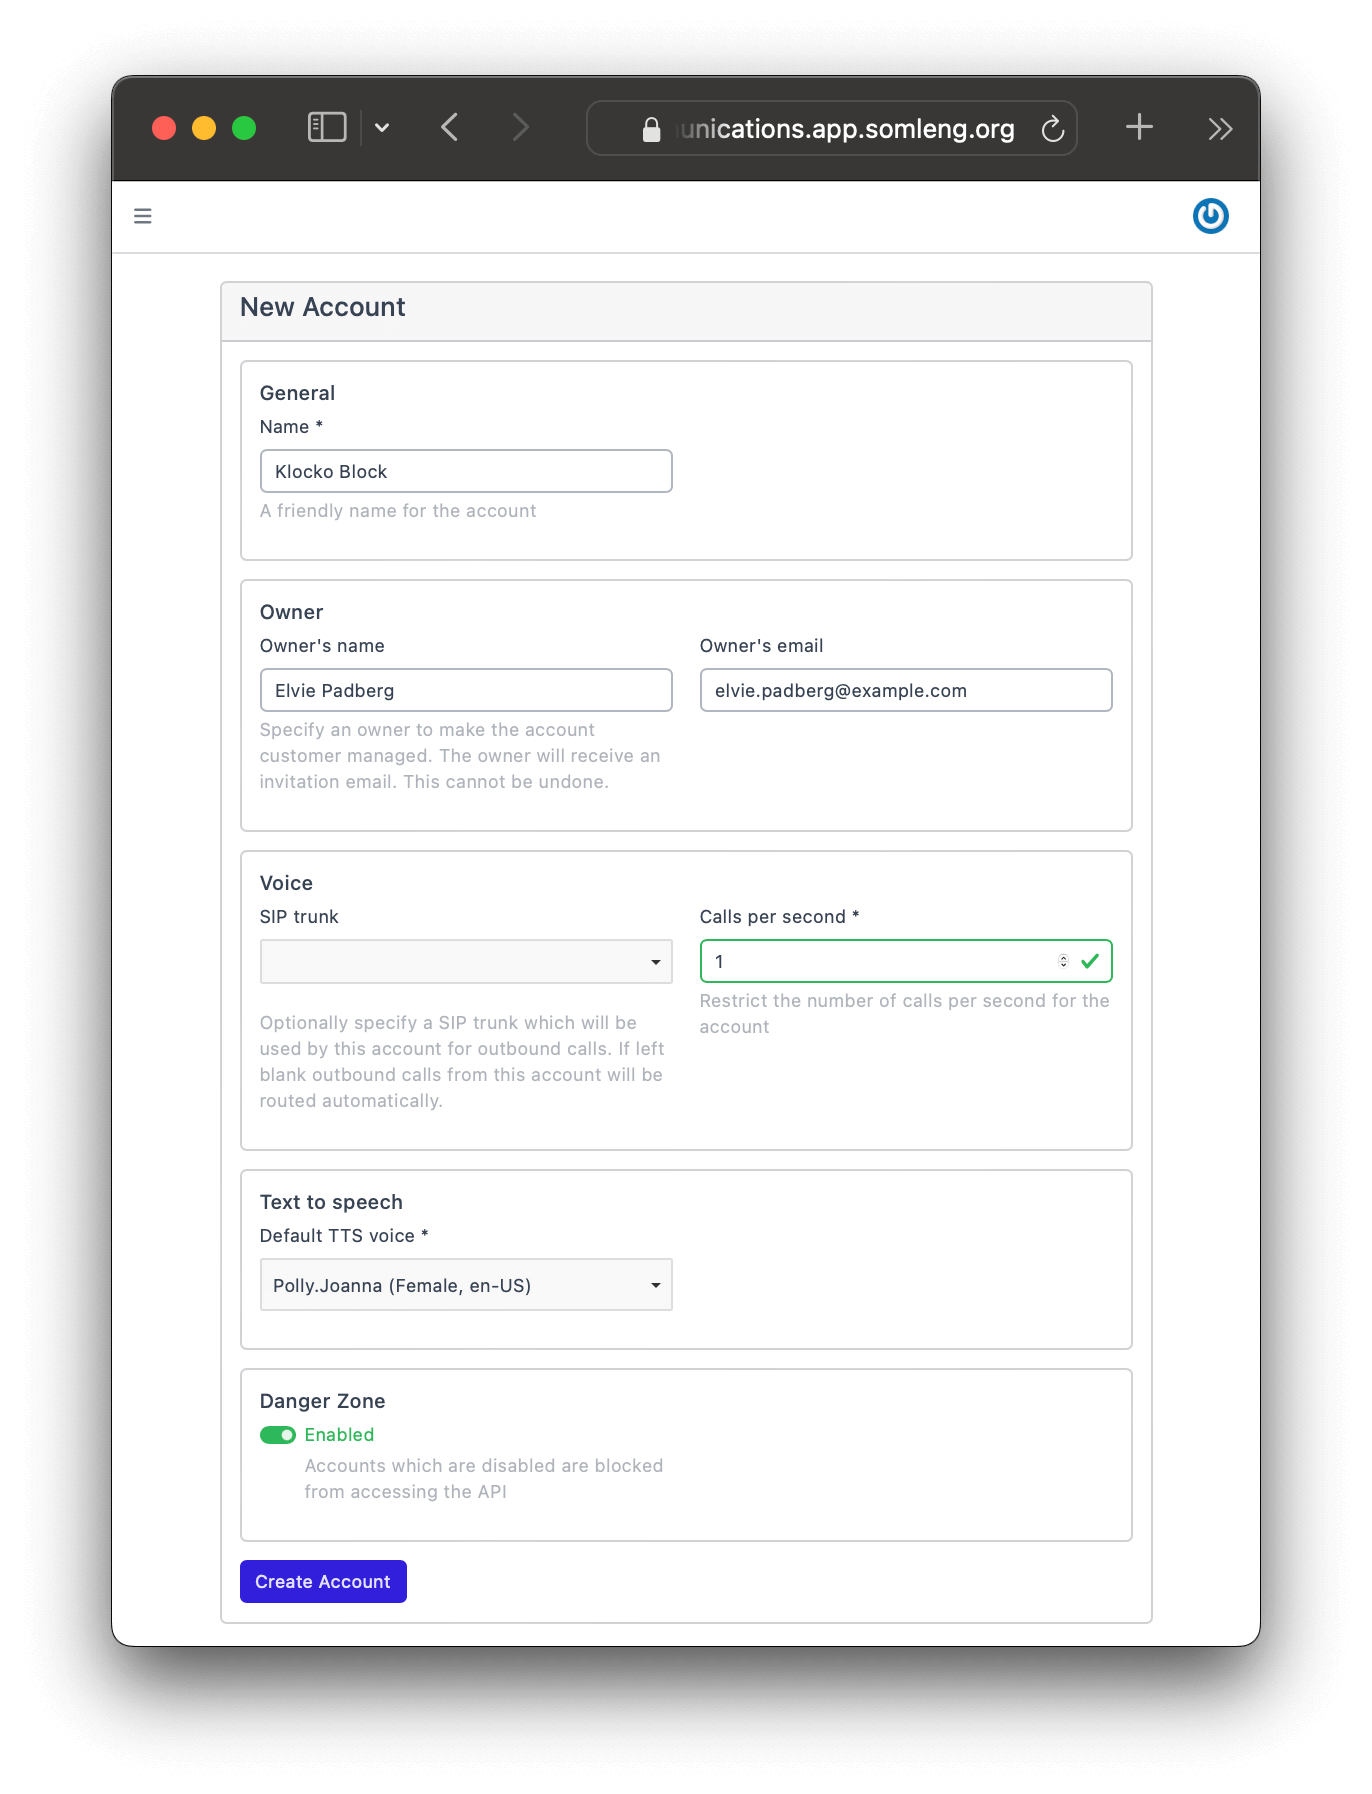 unications.app.somleng.org
New Account
General
Name *
Klocko Block
A friendly name for the account
Owner
Owner's name
Owner's email
Elvie Padberg
elvie.padberg@example.com
Specify an owner to make the account
customer managed. The owner will receive an
invitation email. This cannot be undone.
Voice
SIP trunk
Calls per second *
1
Restrict the number of calls per second for the
account
Optionally specify a SIP trunk which will be
used by this account for outbound calls. If left
blank outbound calls from this account will be
routed automatically.
Text to speech
Default TTS voice *
Polly.Joanna (Female, en-US)
Danger Zone
Enabled
Accounts which are disabled are blocked
from accessing the API
Create Account